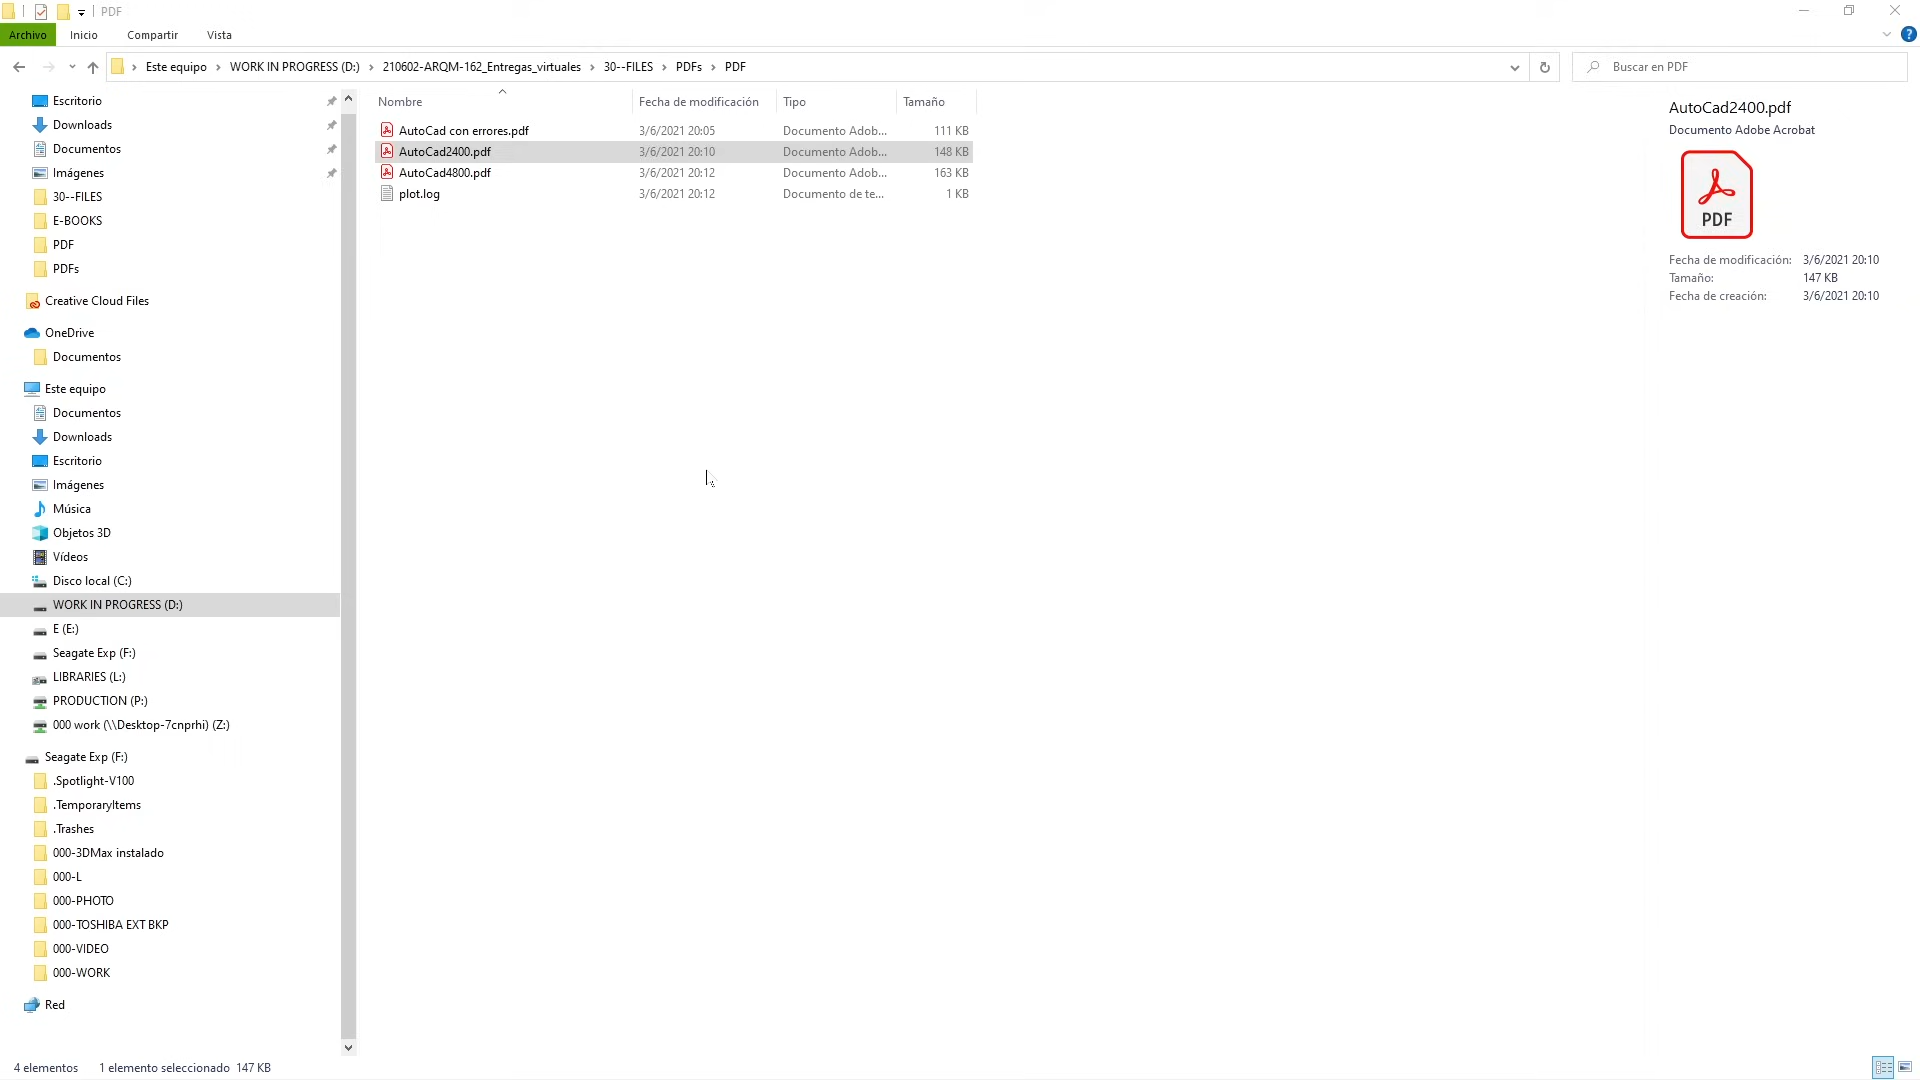 PDF
Archivo Inicio Compartir Vista
Este equipo WORK IN PROGRESS (D:) 210602-ARQM-162_Entregas_virtuales 30--FILES PDFs PDF
Buscar en PDF
Escritorio
Downloads
Documentos
Imágenes
30--FILES
E-BOOKS
PDF
PDFs
Creative Cloud Files
OneDrive
Documentos
Este equipo
Documentos
Downloads
Escritorio
Imágenes
Música
Objetos 3D
Vídeos
Disco local (C:)
WORK IN PROGRESS (D:)
E (E:)
Seagate Exp (F:)
LIBRARIES (L:)
PRODUCTION (P:)
000 work (\\Desktop-7cnprhi) (Z:)
Seagate Exp (F:)
.Spotlight-V100
.TemporaryItems
.Trashes
000-3DMax instalado
000-L
000-PHOTO
000-TOSHIBA EXT BKP
000-VIDEO
000-WORK
Red
Nombre Fecha de modificación Tipo Tamaño
AutoCad con errores.pdf 3/6/2021 20:05 Documento Adob... 111 KB
AutoCad2400.pdf 3/6/2021 20:10 Documento Adob... 148 KB
AutoCad4800.pdf 3/6/2021 20:12 Documento Adob... 163 KB
plot.log 3/6/2021 20:12 Documento de te... 1 KB
AutoCad2400.pdf
Documento Adobe Acrobat
PDF
Fecha de modificación: 3/6/2021 20:10
Tamaño: 147 KB
Fecha de creación: 3/6/2021 20:10
4 elementos 1 elemento seleccionado 147 KB